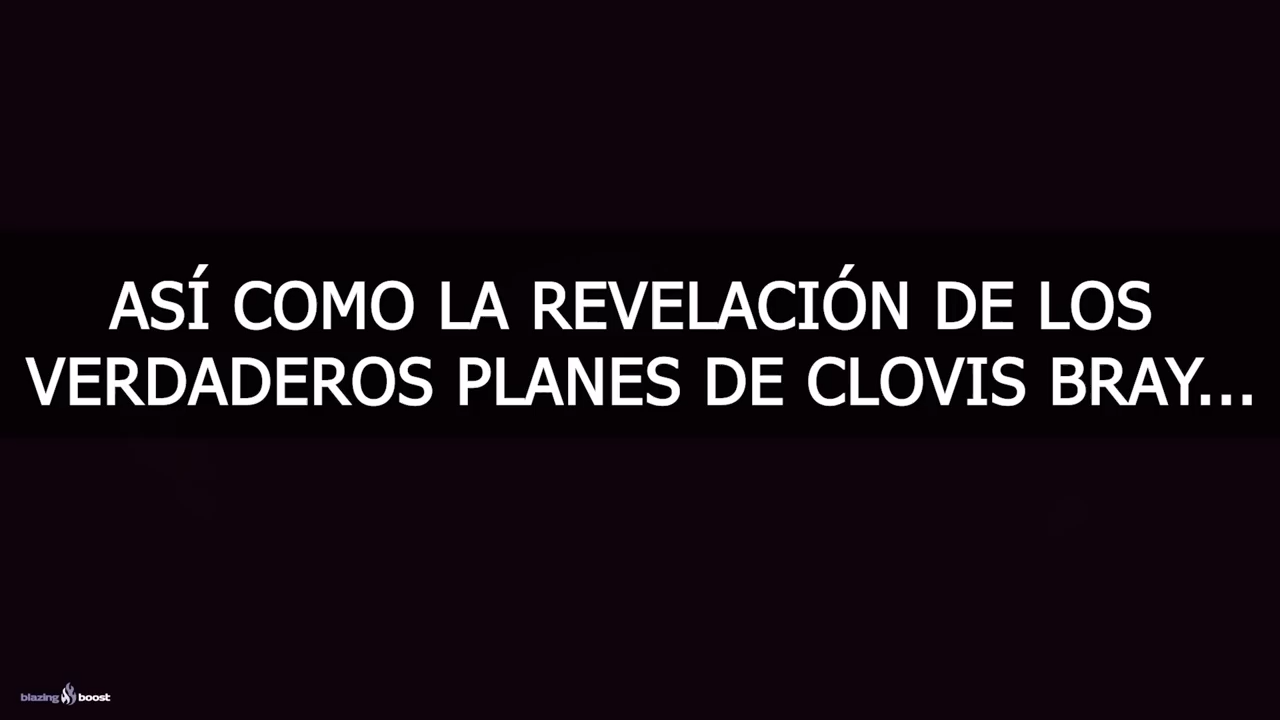 ASÍ COMO LA REVELACIÓN DE LOS
VERDADEROS PLANES DE CLOVIS BRAY...
blazing boost